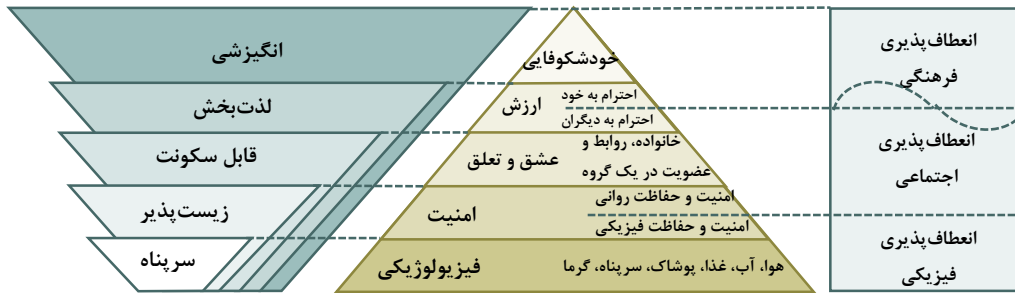 انعطاف‌پذیری
فرهنگی
انعطاف‌پذیری
اجتماعی
انعطاف‌پذیری
فیزیکی
خودشکوفایی
ارزش
احترام به خود
احترام به دیگران
عشق و تعلق
خانواده، روابط و
عضویت در یک گروه
امنیت
امنیت و حفاظت روانی
امنیت و حفاظت فیزیکی
فیزیولوژیکی
هوا، آب، غذا، پوشاک، سرپناه، گرما
انگیزشی
لذت‌بخش
قابل سکونت
زیست‌پذیر
سرپناه